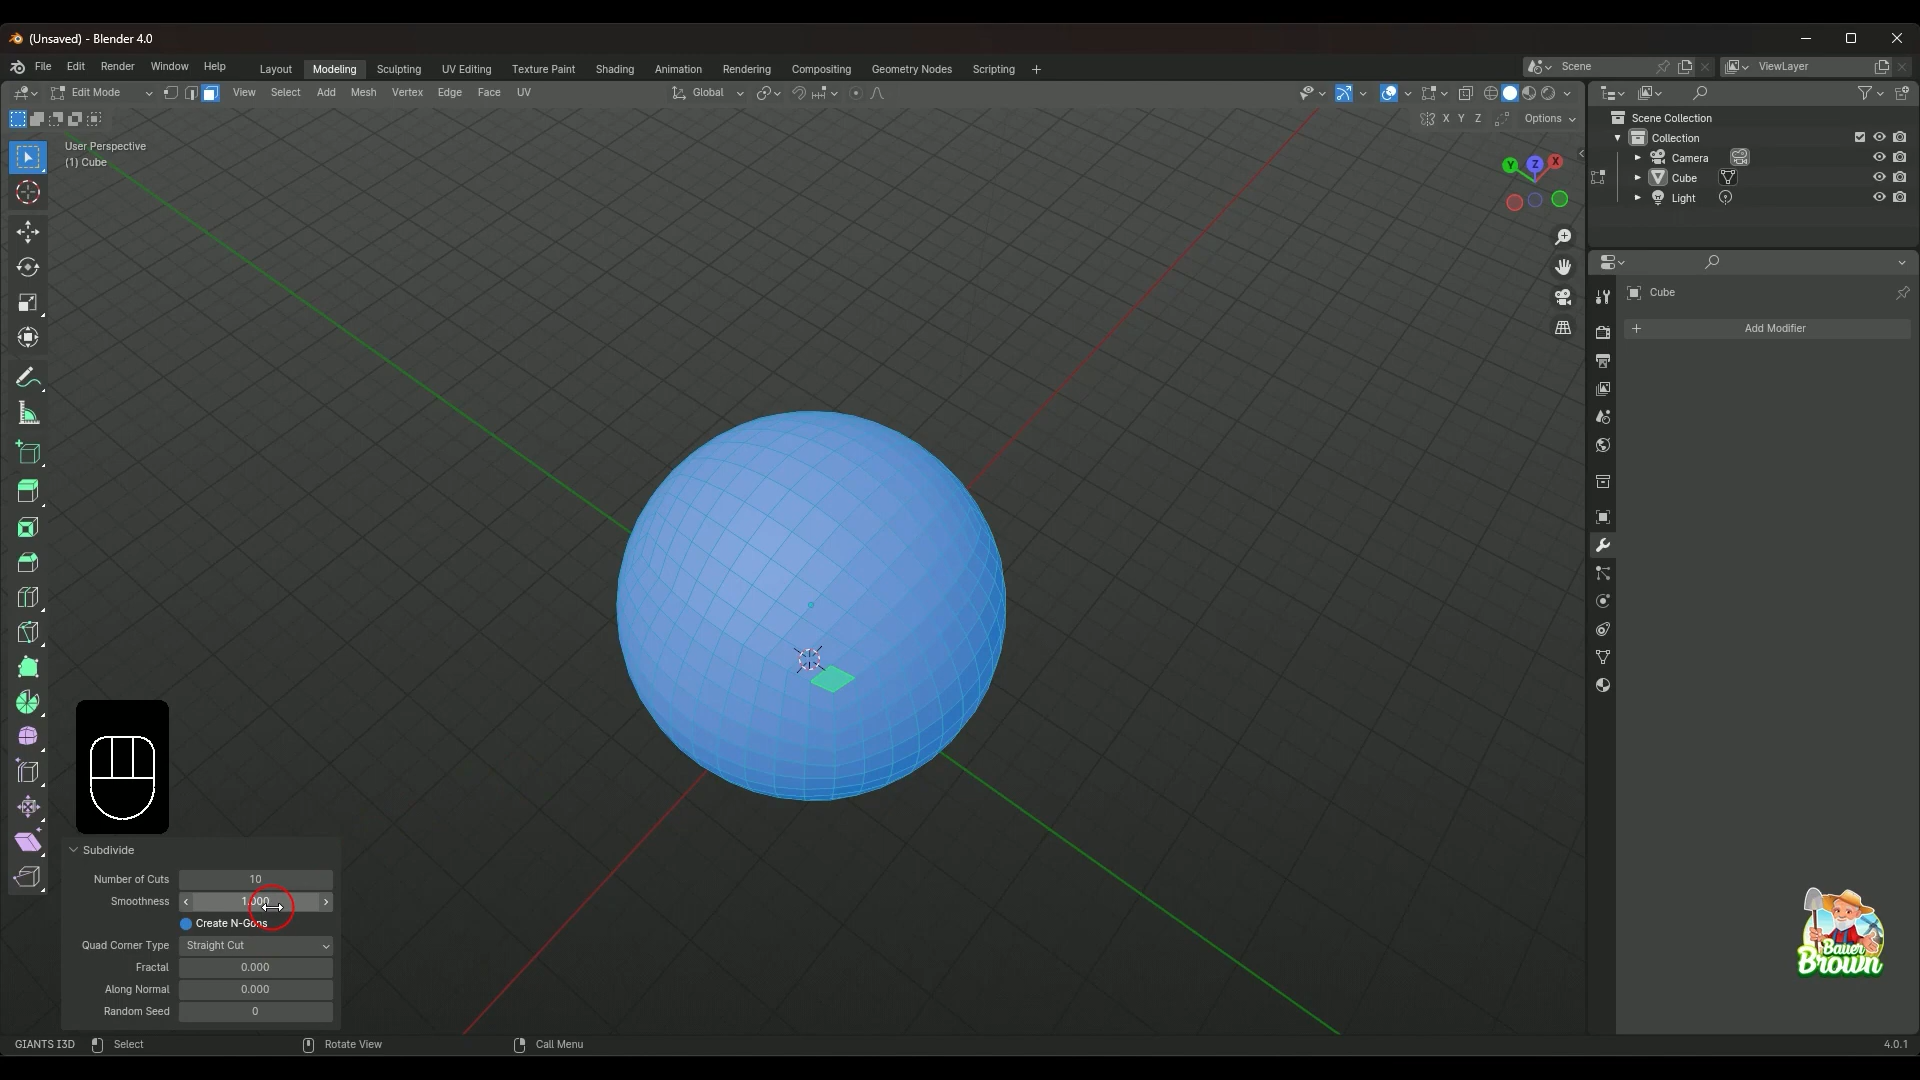 (Unsaved) - Blender 4.0
File Edit Render Window Help
Layout Modeling Sculpting UV Editing Texture Paint Shading Animation Rendering Compositing Geometry Nodes Scripting +
Scene ViewLayer
Edit Mode View Select Add Mesh Vertex Edge Face UV
Global
X Y Z Options
User Perspective
(1) Cube
Y Z X
Scene Collection
Collection
Camera
Cube
Light
Cube
+ Add Modifier
Subdivide
Number of Cuts 10
Smoothness 1.000
Create N-Gons
Quad Corner Type Straight Cut
Fractal 0.000
Along Normal 0.000
Random Seed 0
Bauer
Brown
GIANTS I3D Select Rotate View Call Menu 4.0.1